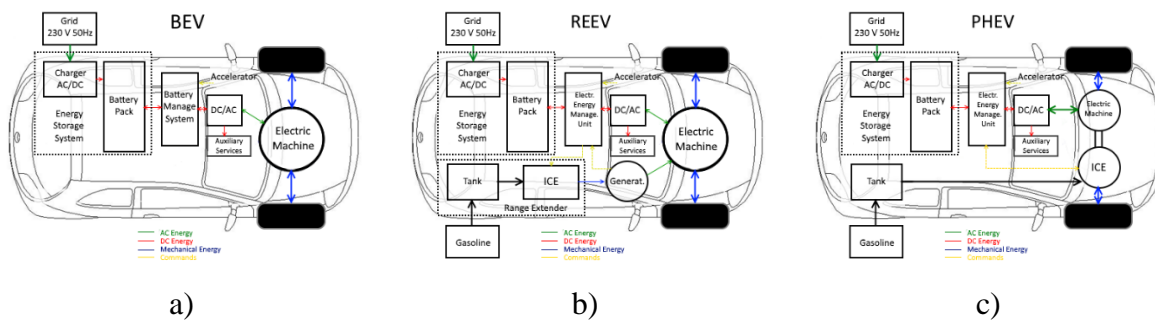 BEV
Grid
230 V 50Hz
Charger
AC/DC
Energy
Storage
System
Battery
Pack
Battery
Manage
System
Accelerator
DC/AC
Auxiliary
Services
Electric
Machine
AC Energy
DC Energy
Mechanical Energy
Commands
a)
REEV
Grid
230 V 50Hz
Charger
AC/DC
Energy
Storage
System
Battery
Pack
Electr.
Energy
Manage.
Unit
Accelerator
DC/AC
Auxiliary
Services
Electric
Machine
Tank
ICE
Generat.
Range Extender
Gasoline
AC Energy
DC Energy
Mechanical Energy
Commands
b)
PHEV
Grid
230 V 50Hz
Charger
AC/DC
Energy
Storage
System
Battery
Pack
Electr.
Energy
Manage.
Unit
Accelerator
DC/AC
Auxiliary
Services
Electric
Machine
ICE
Tank
Gasoline
AC Energy
DC Energy
Mechanical Energy
Commands
c)